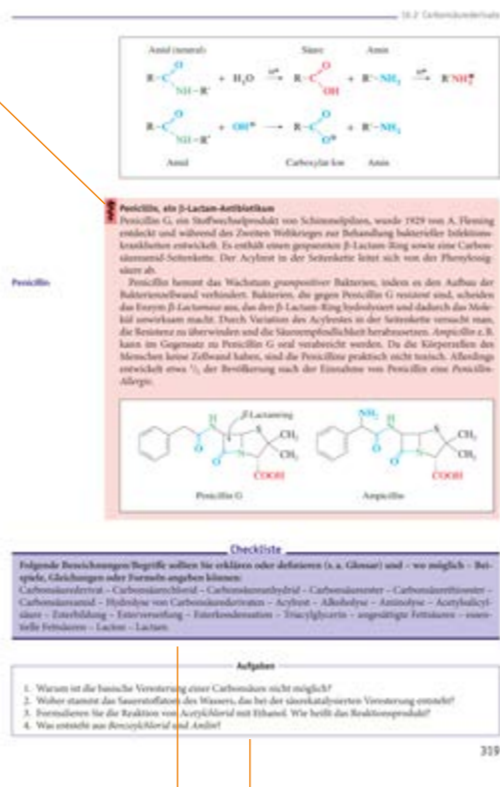 16.2 Carbonsäurederivate
Amid (neutral) Säure Amin
R–C O NH–R' + H₂O → R–C O OH + R'–NH₂ → R'NH₃⊕
R–C O NH–R' + OH⊖ → R–C O O⊖ + R'–NH₂
Amid Carboxylat-Ion Amin
Penicillin, ein β-Lactam-Antibiotikum
Penicillin G, ein Stoffwechselprodukt von Schimmelpilzen, wurde 1929 von A. Fleming
entdeckt und während des Zweiten Weltkrieges zur Behandlung bakterieller Infektions-
krankheiten entwickelt. Es enthält einen gespannten β-Lactam-Ring sowie eine Carbon-
säureamid-Seitenkette. Der Acylrest in der Seitenkette leitet sich von der Phenylessig-
säure ab.
Penicillin
Penicillin hemmt das Wachstum grampositiver Bakterien, indem es den Aufbau der
Bakterienzellwand verhindert. Bakterien, die gegen Penicillin G resistent sind, scheiden
das Enzym β-Lactamase aus, das den β-Lactam-Ring hydrolysiert und dadurch das Mole-
kül unwirksam macht. Durch Variation des Acylrestes in der Seitenkette versucht man,
die Resistenz zu überwinden und die Säureempfindlichkeit herabzusetzen. Ampicillin z. B.
kann im Gegensatz zu Penicillin G oral verabreicht werden. Da die Körperzellen des
Menschen keine Zellwand haben, sind die Penicilline praktisch nicht toxisch. Allerdings
entwickelt etwa der Bevölkerung nach der Einnahme von Penicillin eine Penicillin-
Allergie.
β-Lactamring NH₂
H S CH₃ CH₃ O O N COOH
H S CH₃ CH₃ O O N COOH
Penicillin G Ampicillin
Checkliste
Folgende Bezeichnungen/Begriffe sollten Sie erklären oder definieren (s. a. Glossar) und – wo möglich – Bei-
spiele, Gleichungen oder Formeln angeben können:
Carbonsäurederivat – Carbonsäurechlorid – Carbonsäureanhydrid – Carbonsäureester – Carbonsäurethioester –
Carbonsäureamid – Hydrolyse von Carbonsäurederivaten – Acylrest – Alkoholyse – Aminolyse – Acetylsalicyl-
säure – Esterbildung – Esterverseifung – Esterkondensation – Triacylglycerin – ungesättigte Fettsäuren – essen-
tielle Fettsäuren – Lacton – Lactam.
Aufgaben
1. Warum ist die basische Veresterung einer Carbonsäure nicht möglich?
2. Woher stammt das Sauerstoffatom des Wassers, das bei der säurekatalysierten Veresterung entsteht?
3. Formulieren Sie die Reaktion von Acetylchlorid mit Ethanol. Wie heißt das Reaktionsprodukt?
4. Was entsteht aus Benzoylchlorid und Anilin?
319